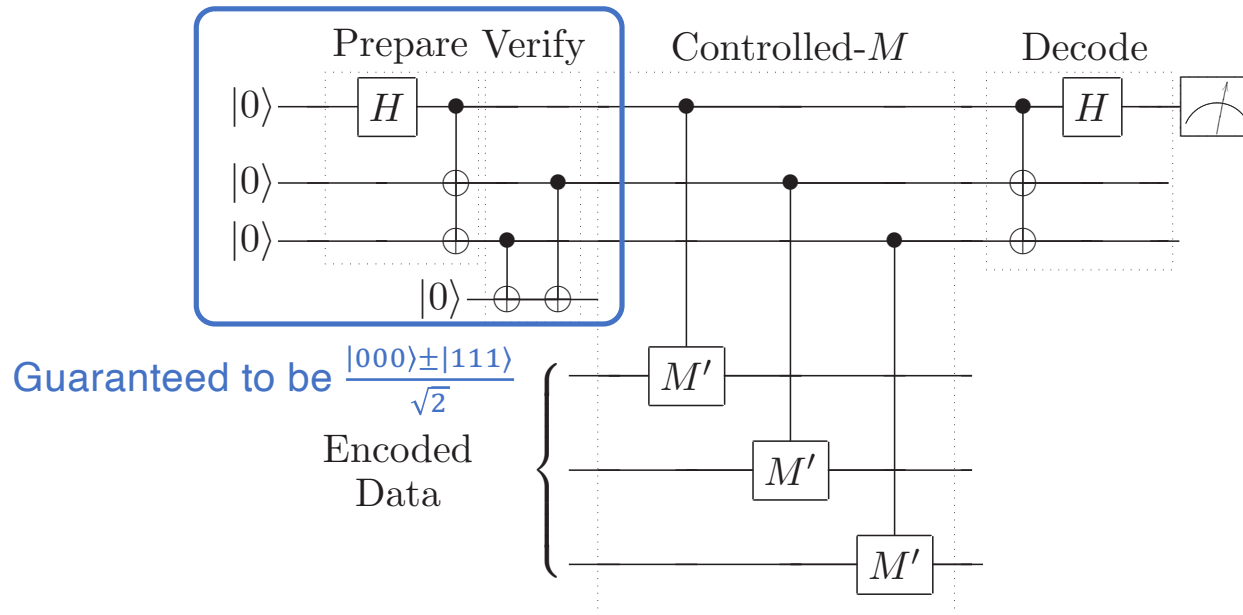 Prepare Verify Controlled-M Decode
|0⟩ H H
|0⟩
|0⟩
|0⟩
Guaranteed to be |000⟩±|111⟩/√2
M′
Encoded
Data
M′
M′